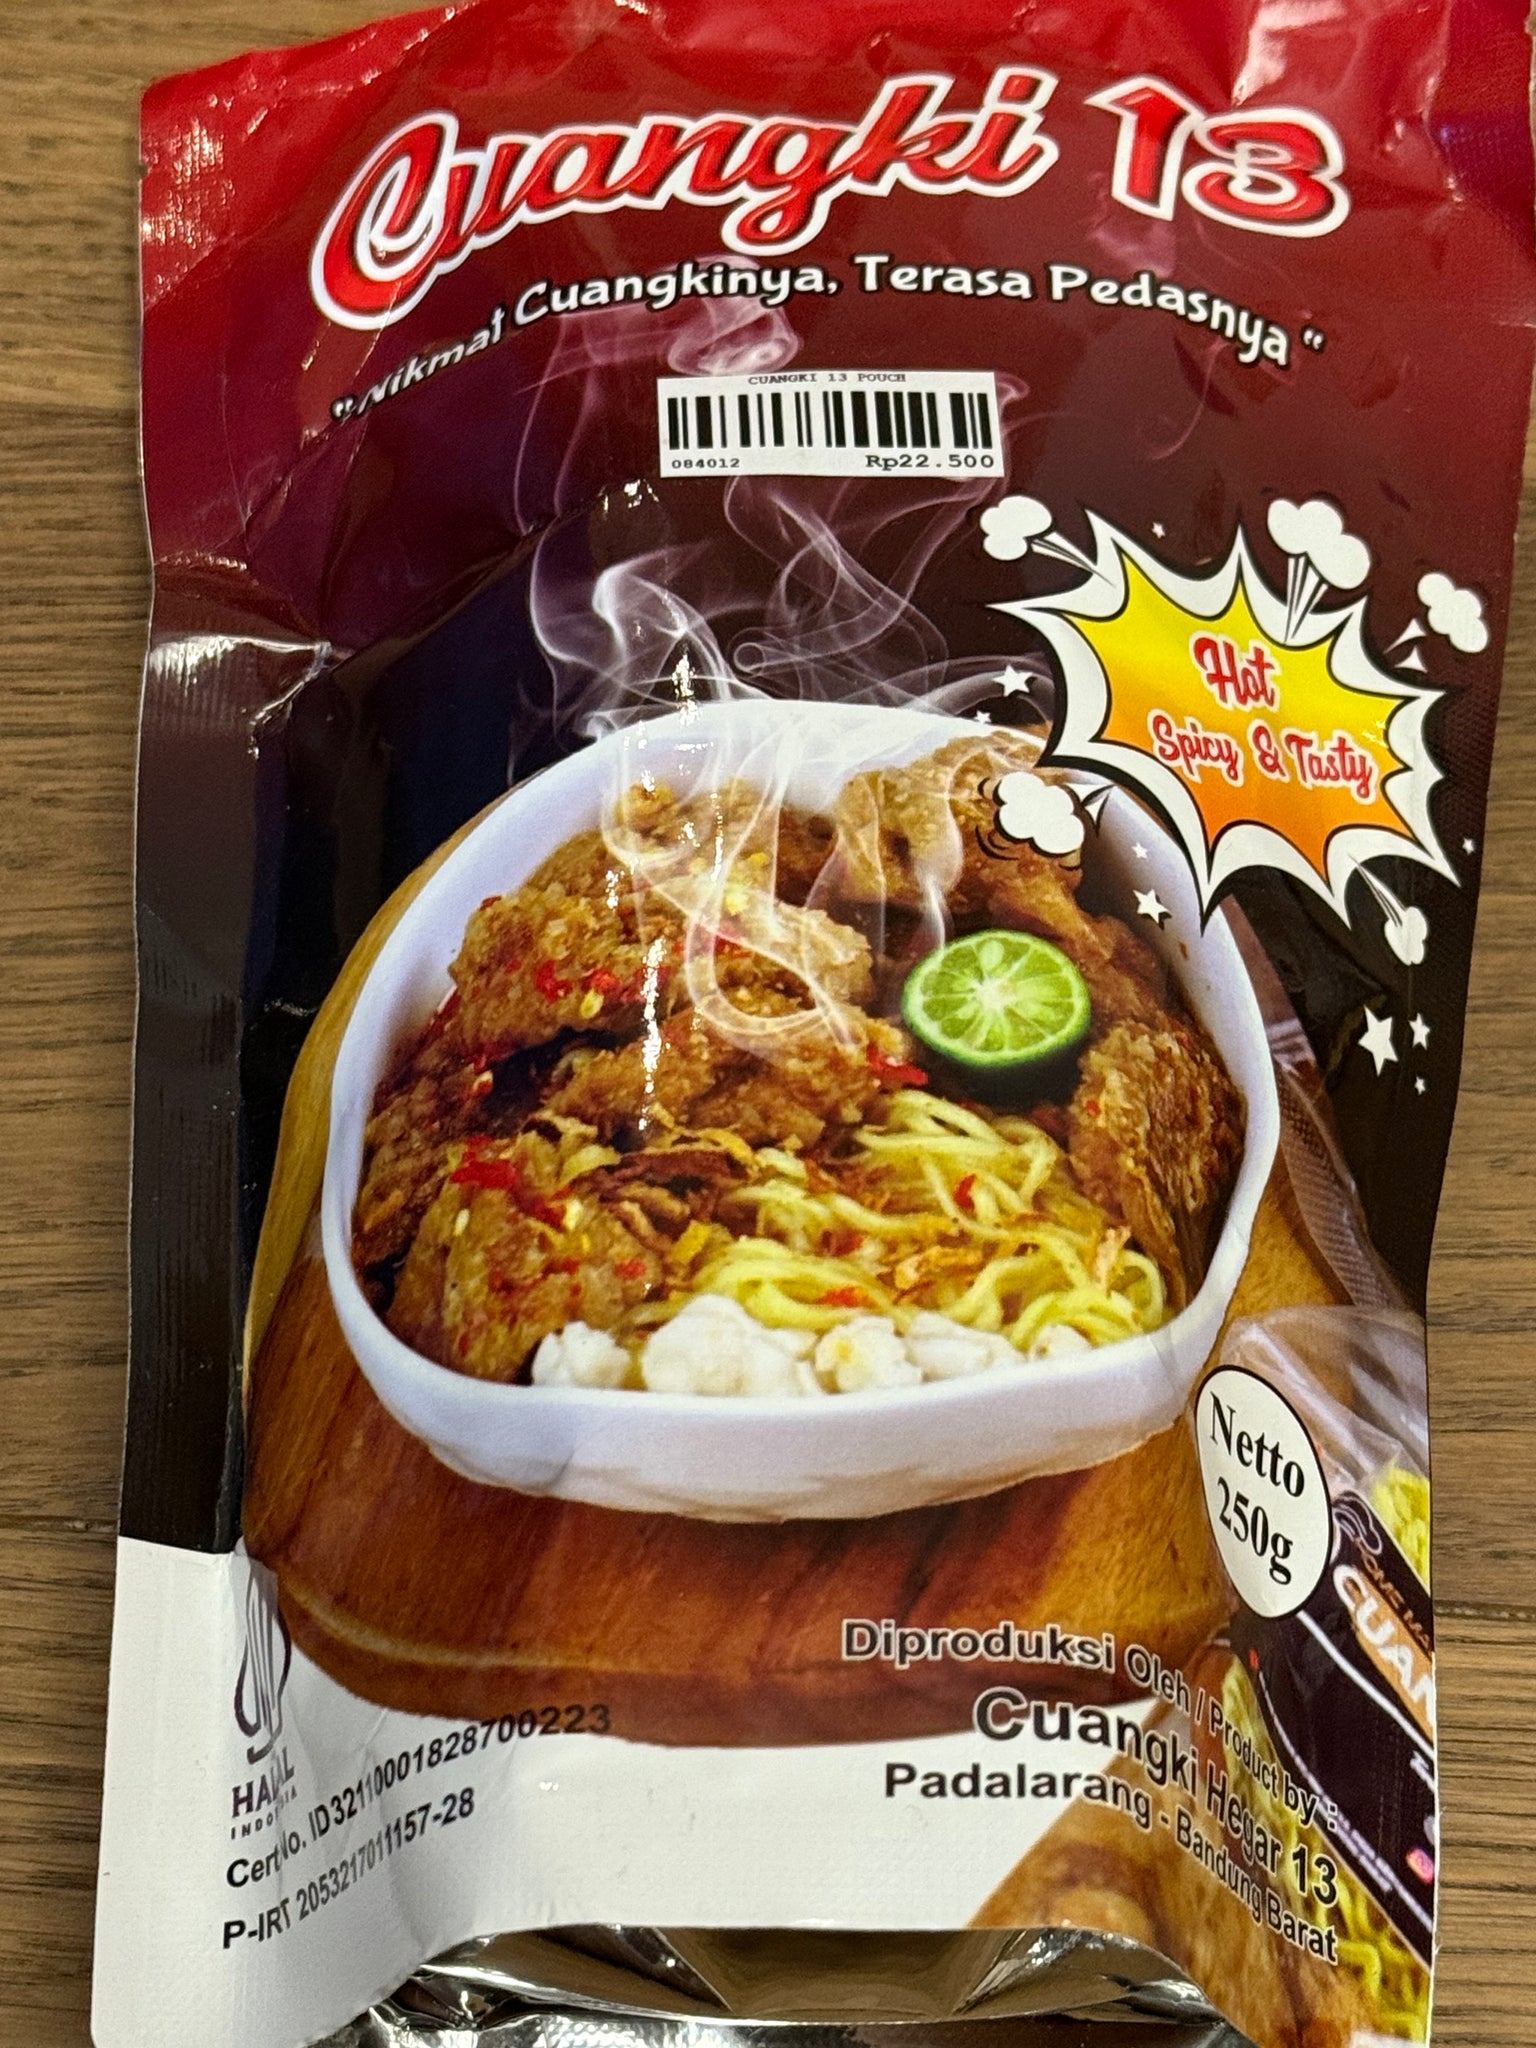 Cuangki 13
"Nikmat Cuangkinya, Terasa Pedasnya "
CUANGKI 13 POUCH
084012 Rp22.500
Hot
Spicy & Tasty
Netto
250g
Diproduksi Oleh / Product by :
Cuangki Hegar 13
Padalarang - Bandung Barat
HALAL
INDONESIA
Cert No. ID32110001828700223
P-IRT 2053217011157-28
CUAN